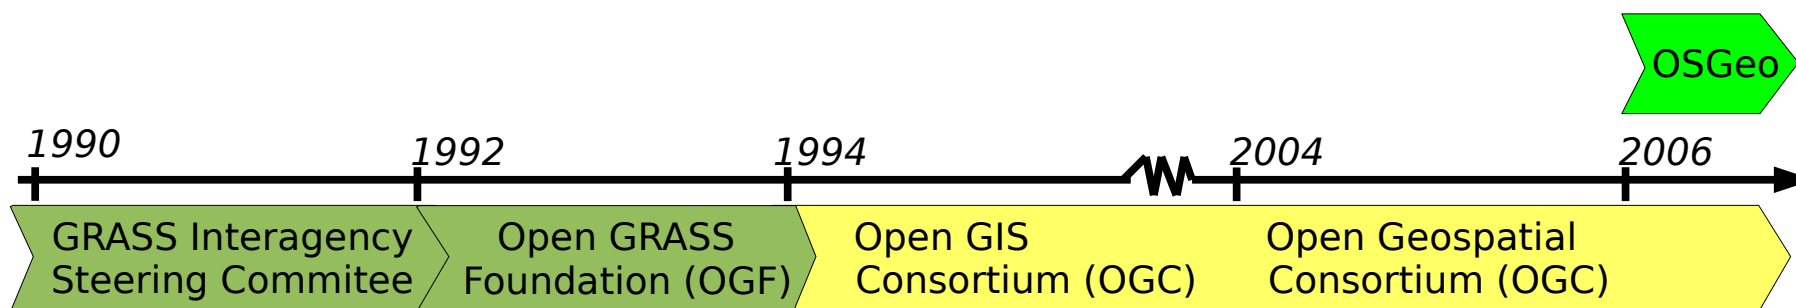 OSGeo
1990
1992
1994
2004
2006
GRASS Interagency
Steering Commitee
Open GRASS
Foundation (OGF)
Open GIS
Consortium (OGC)
Open Geospatial
Consortium (OGC)